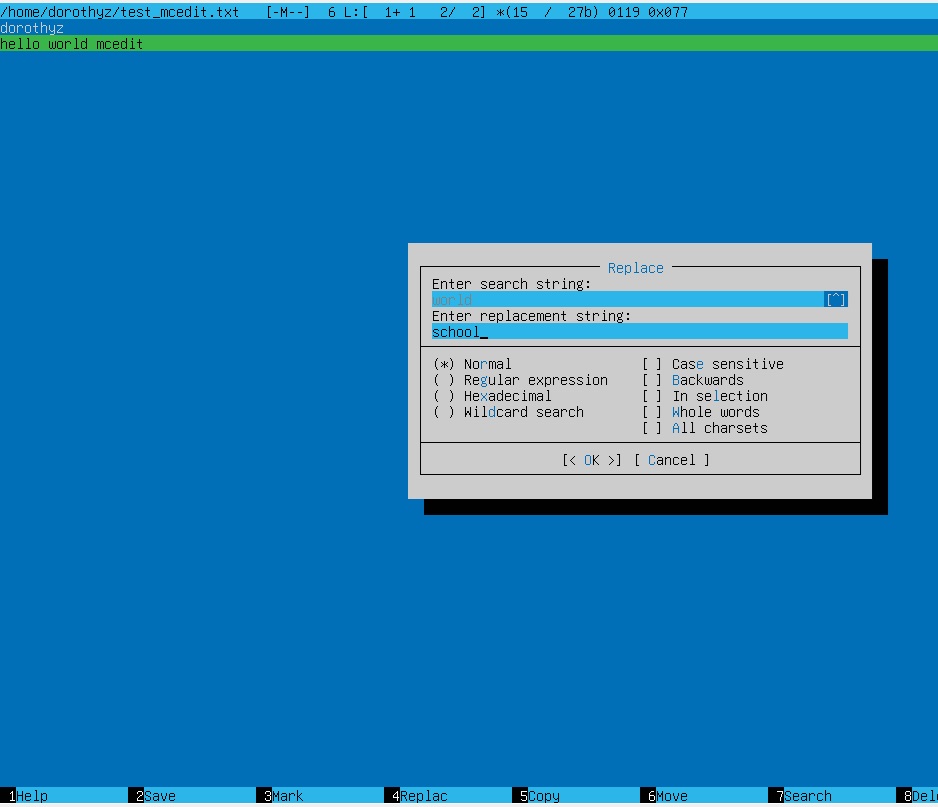 /home/dorothyz/test_mcedit.txt [-M--] 6 L:[ 1+ 1 2/ 2] *(15 / 27b) 0119 0x077
dorothyz
hello world mcedit
Replace
Enter search string:
world [^]
Enter replacement string:
school_
(*) Normal [ ] Case sensitive
( ) Regular expression [ ] Backwards
( ) Hexadecimal [ ] In selection
( ) Wildcard search [ ] Whole words
[ ] All charsets
[< OK >] [ Cancel ]
1Help 2Save 3Mark 4Replac 5Copy 6Move 7Search 8Dele